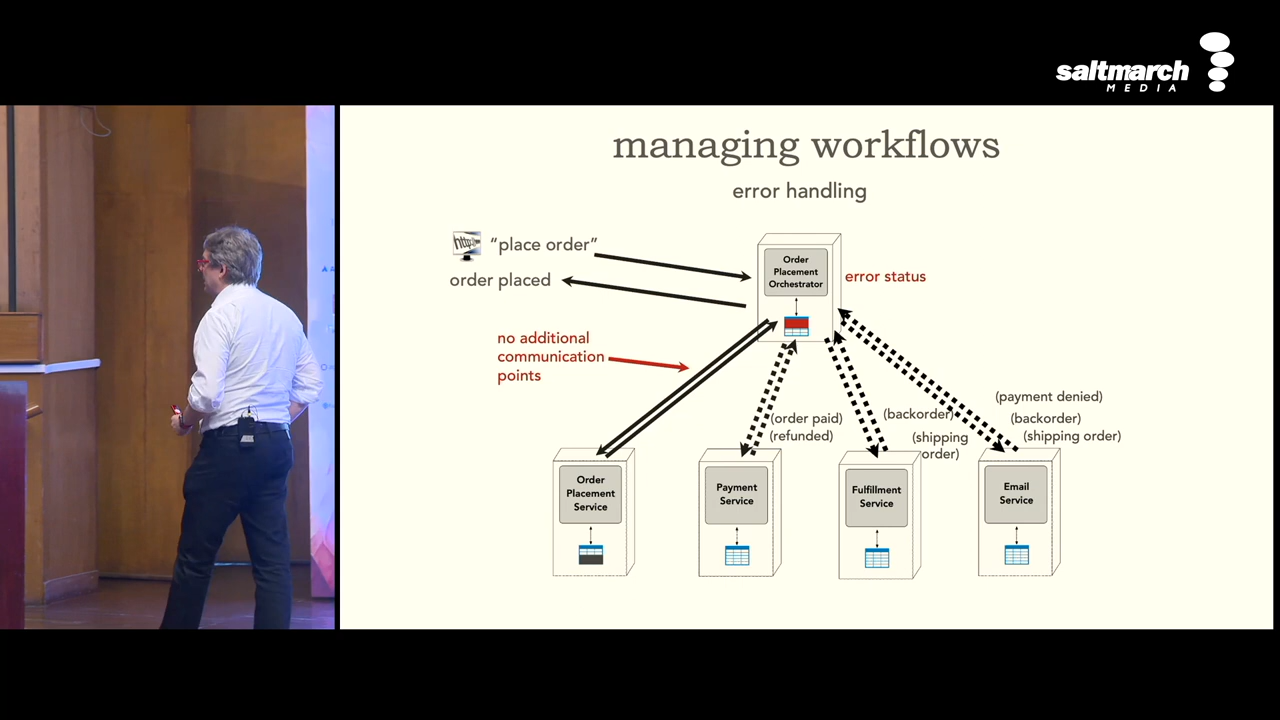 saltmarch
MEDIA
managing workflows
error handling
http://
"place order"
order placed
Order
Placement
Orchestrator
error status
no additional
communication
points
(payment denied)
(order paid)
(refunded)
(backorder)
(shipping
order)
(backorder)
(shipping order)
Order
Placement
Service
Payment
Service
Fulfillment
Service
Email
Service